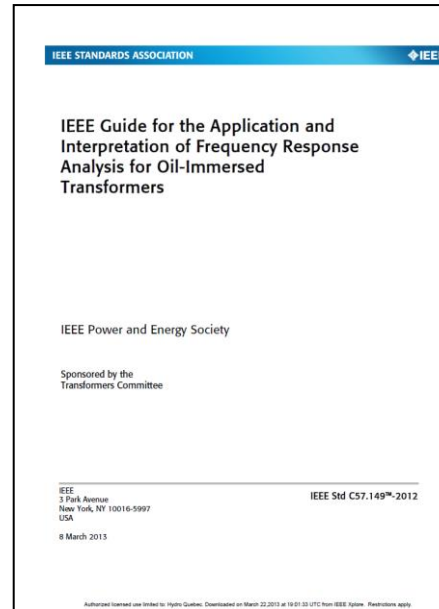 IEEE STANDARDS ASSOCIATION
IEEE
IEEE Guide for the Application and
Interpretation of Frequency Response
Analysis for Oil-Immersed
Transformers
IEEE Power and Energy Society
Sponsored by the
Transformers Committee
IEEE
3 Park Avenue
New York, NY 10016-5997
USA
8 March 2013
IEEE Std C57.149™-2012
Authorized licensed use limited to: Hydro Quebec. Downloaded on March 22,2013 at 19:01:33 UTC from IEEE Xplore. Restrictions apply.